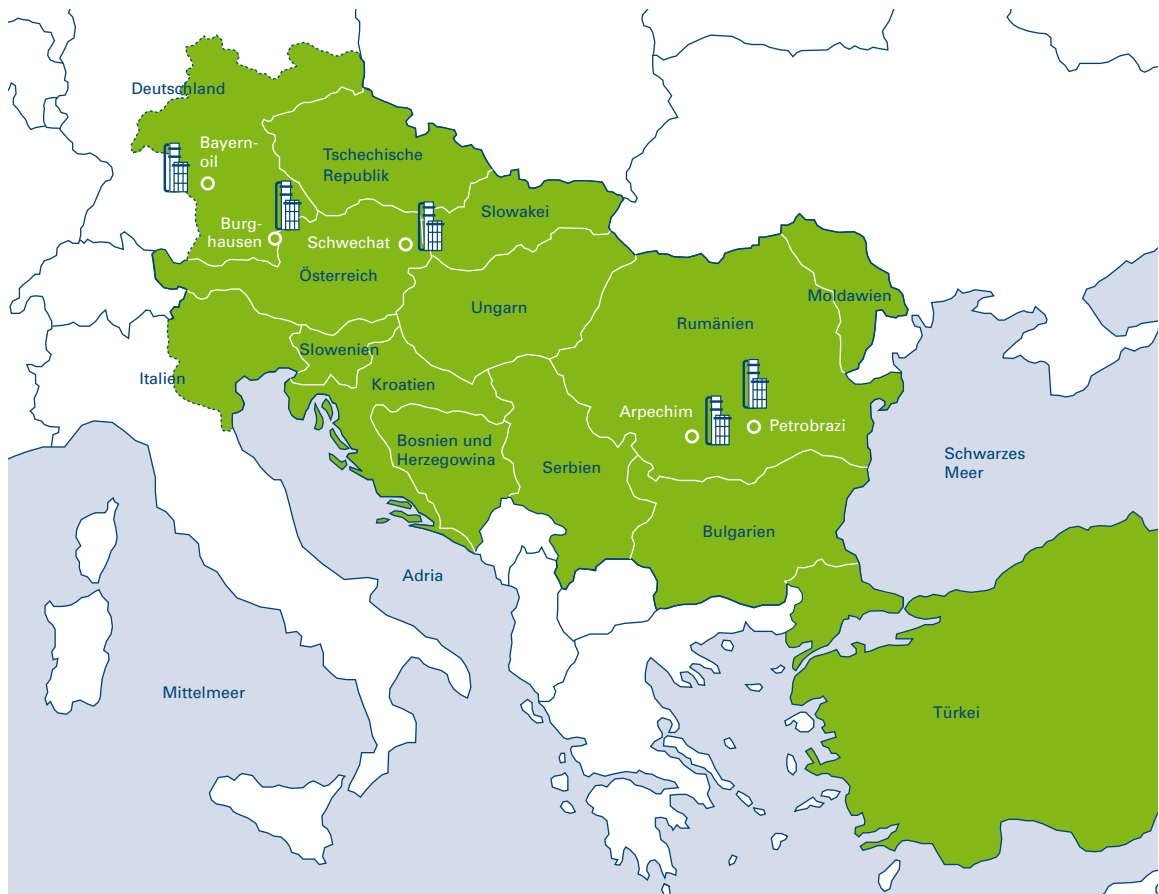 Deutschland
Bayern-
oil
Tschechische
Republik
Slowakei
Burg-
hausen
Schwechat
Österreich
Ungarn
Moldawien
Rumänien
Slowenien
Italien
Kroatien
Arpechim
Petrobrazi
Bosnien und
Herzegowina
Serbien
Schwarzes
Meer
Bulgarien
Adria
Mittelmeer
Türkei